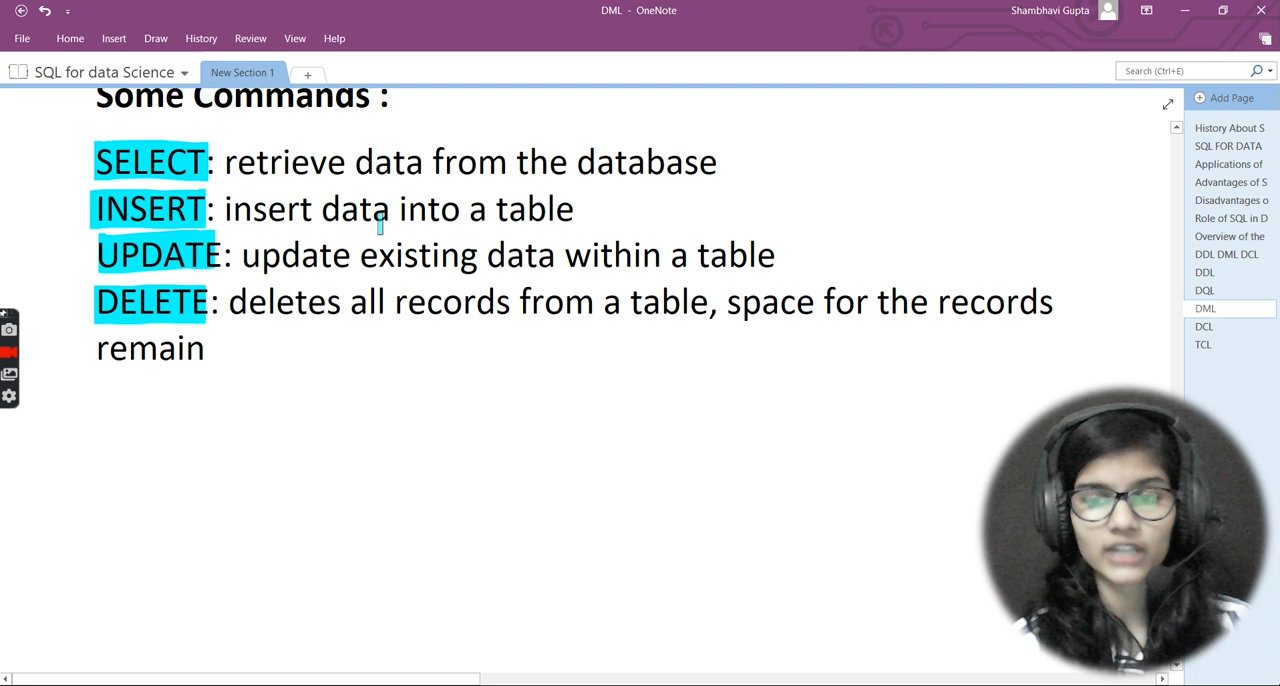 DML - OneNote
Shambhavi Gupta
File Home Insert Draw History Review View Help
SQL for data Science
New Section 1
+
Search (Ctrl+E)
Add Page
Some Commands :
SELECT: retrieve data from the database
INSERT: insert data into a table
UPDATE: update existing data within a table
DELETE: deletes all records from a table, space for the records
remain
History About S
SQL FOR DATA
Applications of
Advantages of S
Disadvantages o
Role of SQL in D
Overview of the
DDL DML DCL
DDL
DQL
DML
DCL
TCL